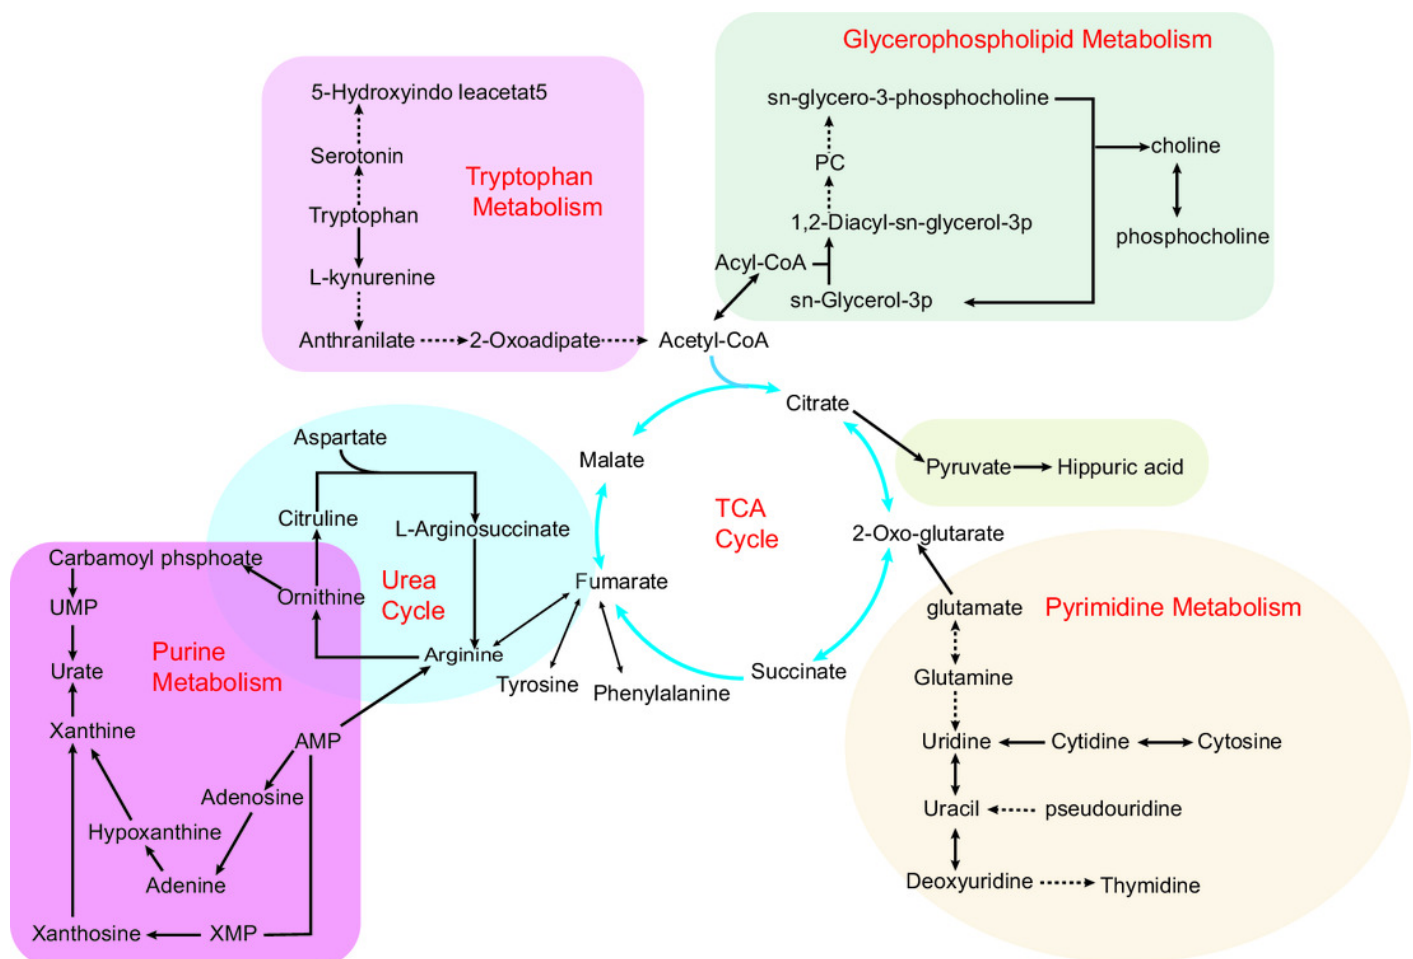 Glycerophospholipid Metabolism
sn-glycero-3-phosphocholine
choline
PC
1,2-Diacyl-sn-glycerol-3p
phosphocholine
Acyl-CoA
sn-Glycerol-3p
5-Hydroxyindo leacetat5
Serotonin
Tryptophan
Metabolism
Tryptophan
L-kynurenine
Anthranilate
2-Oxoadipate
Acetyl-CoA
Citrate
Malate
TCA
Cycle
Pyruvate
Hippuric acid
2-Oxo-glutarate
Fumarate
Succinate
Tyrosine
Phenylalanine
Aspartate
Citruline
L-Arginosuccinate
Urea
Cycle
Ornithine
Arginine
Carbamoyl phsphoate
UMP
Purine
Metabolism
Urate
Xanthine
AMP
Adenosine
Hypoxanthine
Adenine
Xanthosine
XMP
glutamate
Pyrimidine Metabolism
Glutamine
Uridine
Cytidine
Cytosine
Uracil
pseudouridine
Deoxyuridine
Thymidine